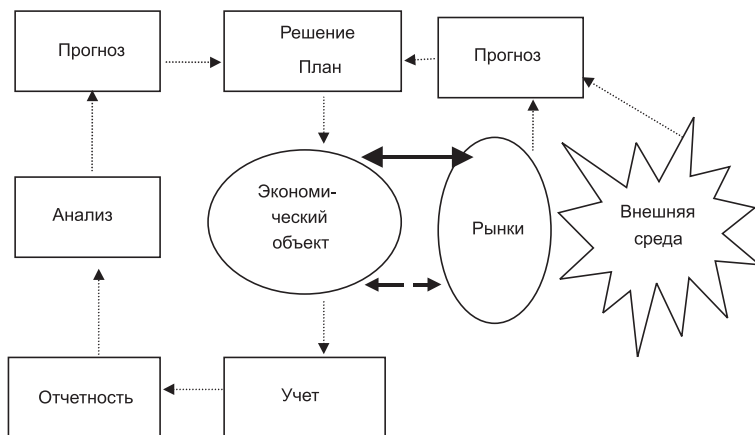 Прогноз
Решение
План
Прогноз
Экономи-
ческий
объект
Анализ
Рынки
Внешняя
среда
Отчетность
Учет